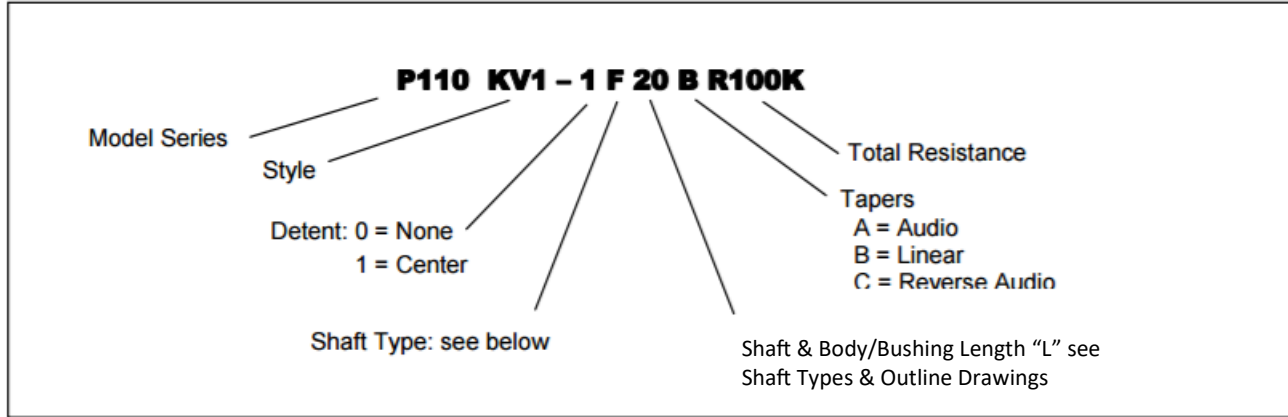 P110 KV1 – 1 F 20 B R100K
Model Series
Style
Total Resistance
Tapers
A = Audio
B = Linear
C = Reverse Audio
Detent: 0 = None
1 = Center
Shaft Type: see below
Shaft & Body/Bushing Length “L” see
Shaft Types & Outline Drawings